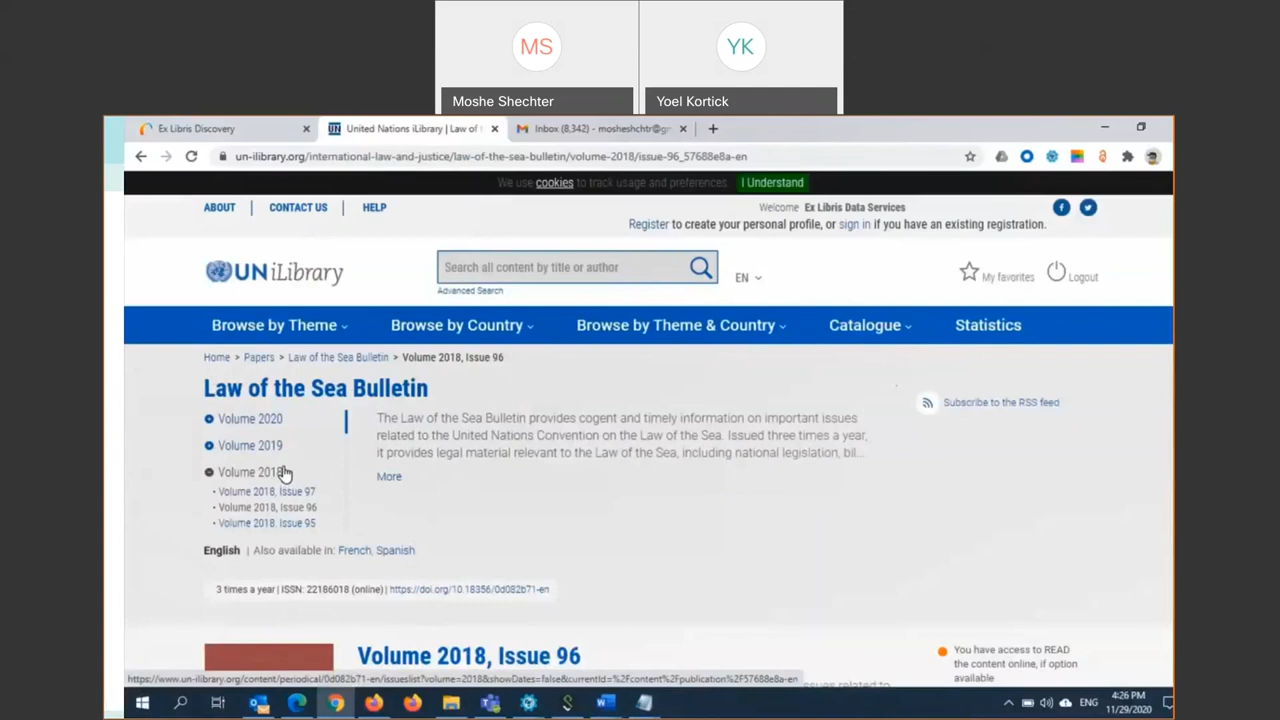 MS
YK
Moshe Shechter
Yoel Kortick
Ex Libris Discovery
United Nations iLibrary | Law of
Inbox (8,342) - mosheshchtr@g
un-ilibrary.org/international-law-and-justice/law-of-the-sea-bulletin/volume-2018/issue-96_57688e8a-en
We use cookies to track usage and preferences. I Understand
ABOUT | CONTACT US | HELP
Welcome Ex Libris Data Services
Register to create your personal profile, or sign in if you have an existing registration.
UN iLibrary
Search all content by title or author
EN
My favorites
Logout
Advanced Search
Browse by Theme
Browse by Country
Browse by Theme & Country
Catalogue
Statistics
Home > Papers > Law of the Sea Bulletin > Volume 2018, Issue 96
Law of the Sea Bulletin
Volume 2020
Volume 2019
Volume 2018
• Volume 2018, Issue 97
• Volume 2018, Issue 96
• Volume 2018, Issue 95
The Law of the Sea Bulletin provides cogent and timely information on important issues
related to the United Nations Convention on the Law of the Sea. Issued three times a year,
it provides legal material relevant to the Law of the Sea, including national legislation, bil...
More
Subscribe to the RSS feed
English | Also available in: French, Spanish
3 times a year | ISSN: 22186018 (online) | https://doi.org/10.18356/0d082b71-en
Volume 2018, Issue 96
You have access to READ
the content online, if option
available
https://www.un-ilibrary.org/content/periodical/0d082b71-en/issueslist?volume=2018&showDates=false&currentId=%2Fcontent%2Fpublication%2F57688e8a-en
issues related to
ENG
4:26 PM
11/29/2020